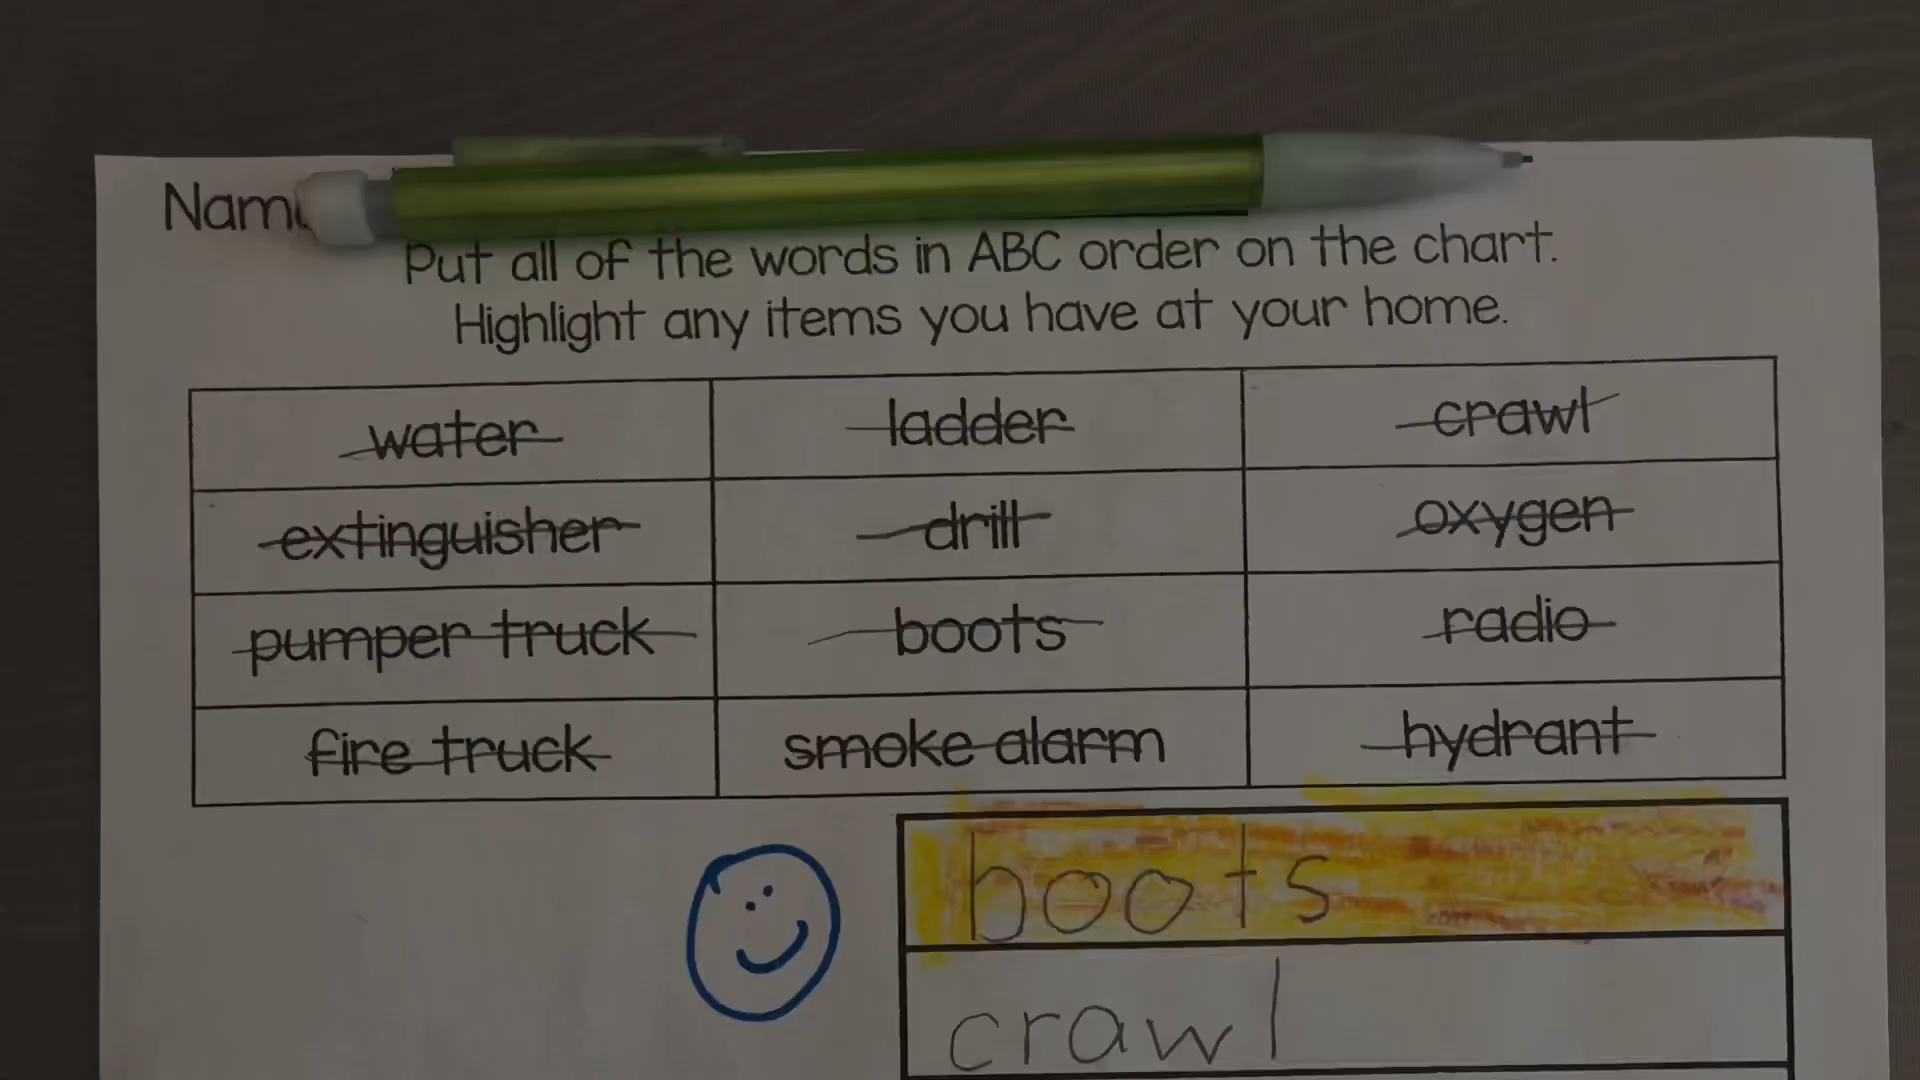 Nam
Put all of the words in ABC order on the chart.
Highlight any items you have at your home.
water ladder crawl
extinguisher drill oxygen
pumper truck boots radio
fire truck smoke alarm hydrant
boots
crawl